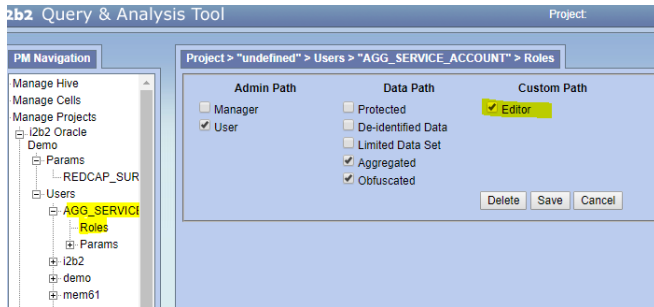 i2b2 Query & Analysis Tool
Project:
PM Navigation
Manage Hive
Manage Cells
Manage Projects
i2b2 Oracle
Demo
Params
REDCAP_SUR
Users
AGG_SERVICE
Roles
Params
i2b2
demo
mem61
Project > "undefined" > Users > "AGG_SERVICE_ACCOUNT" > Roles
Admin Path Data Path Custom Path
Manager Protected Editor
User De-identified Data
Limited Data Set
Aggregated
Obfuscated
Delete Save Cancel